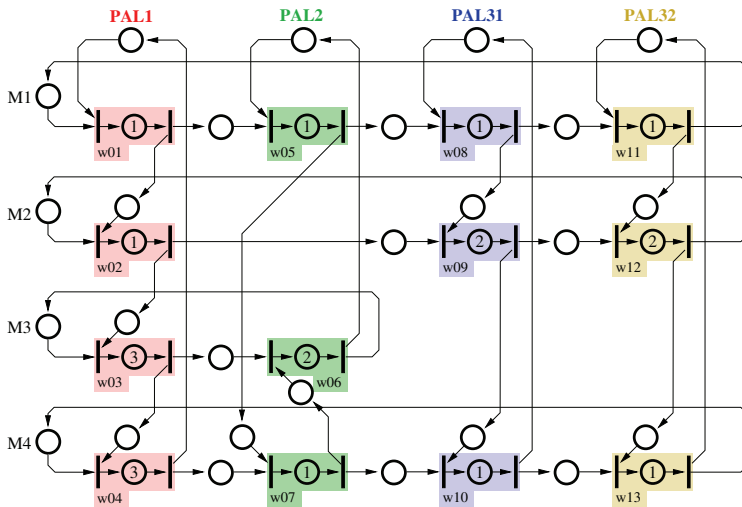 PAL1 PAL2 PAL31 PAL32
M1
1 1 1 1
w01 w05 w08 w11
M2
1 2 2
w02 w09 w12
M3
3 2
w03 w06
M4
3 1 1 1
w04 w07 w10 w13